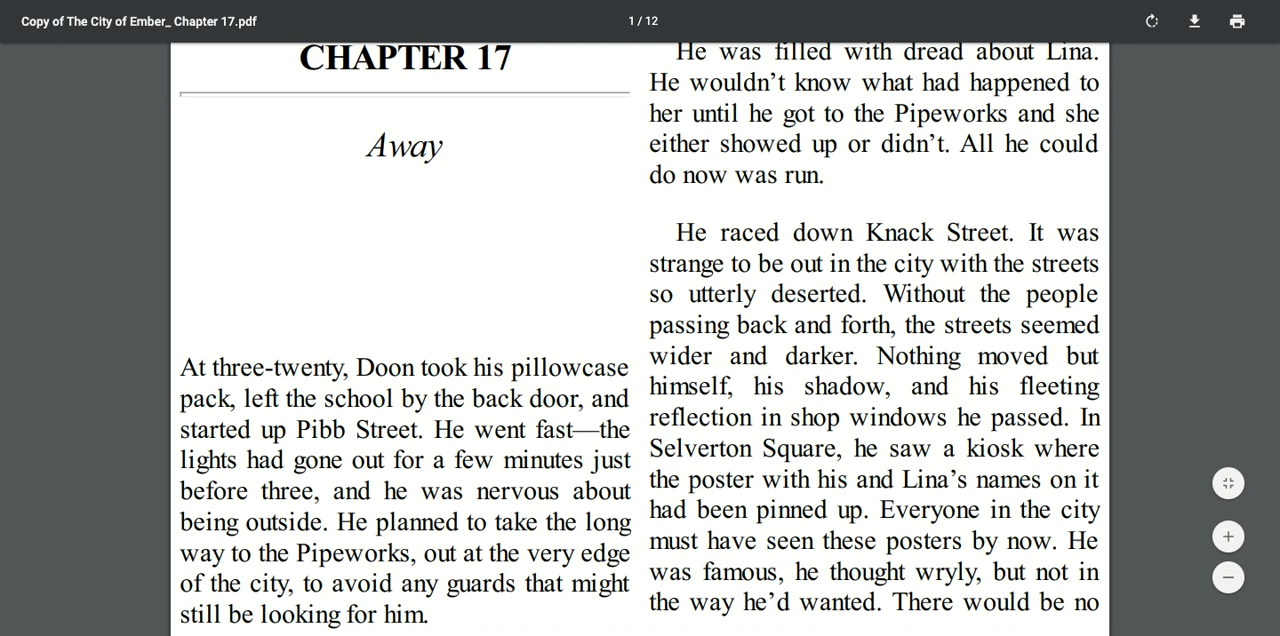 Copy of The City of Ember_ Chapter 17.pdf
1 / 12
CHAPTER 17
Away
At three-twenty, Doon took his pillowcase
pack, left the school by the back door, and
started up Pibb Street. He went fast—the
lights had gone out for a few minutes just
before three, and he was nervous about
being outside. He planned to take the long
way to the Pipeworks, out at the very edge
of the city, to avoid any guards that might
still be looking for him.
He was filled with dread about Lina.
He wouldn’t know what had happened to
her until he got to the Pipeworks and she
either showed up or didn’t. All he could
do now was run.
He raced down Knack Street. It was
strange to be out in the city with the streets
so utterly deserted. Without the people
passing back and forth, the streets seemed
wider and darker. Nothing moved but
himself, his shadow, and his fleeting
reflection in shop windows he passed. In
Selverton Square, he saw a kiosk where
the poster with his and Lina’s names on it
had been pinned up. Everyone in the city
must have seen these posters by now. He
was famous, he thought wryly, but not in
the way he’d wanted. There would be no